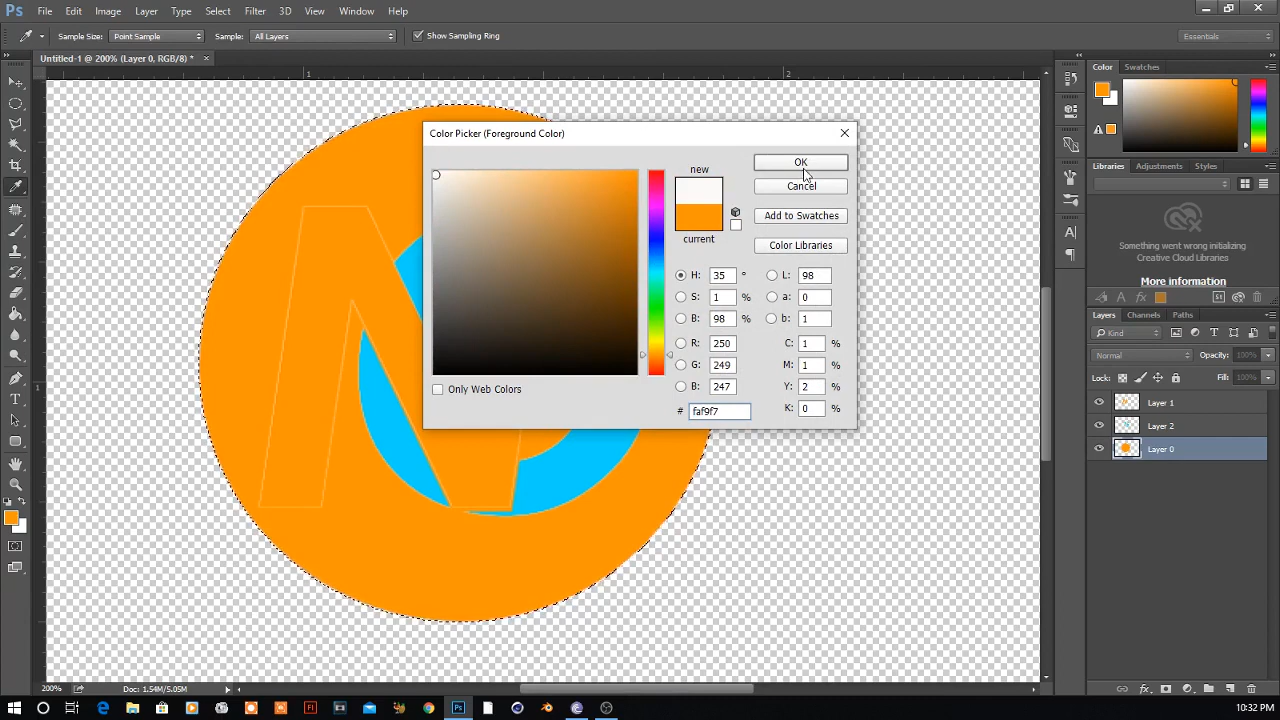 Ps File Edit Image Layer Type Select Filter 3D View Window Help
Sample Size: Point Sample Sample: All Layers Show Sampling Ring Essentials
Untitled-1 @ 200% (Layer 0, RGB/8) * ×
1 2
1
Color Picker (Foreground Color)
new
current
OK
Cancel
Add to Swatches
Color Libraries
H: 35 ° L: 98
S: 1 % a: 0
B: 98 % b: 1
R: 250 C: 1 %
G: 249 M: 1 %
B: 247 Y: 2 %
# faf9f7 K: 0 %
Only Web Colors
Color Swatches
Libraries Adjustments Styles
Something went wrong initializing
Creative Cloud Libraries
More information
Layers Channels Paths
Kind
Normal Opacity: 100%
Lock: Fill: 100%
Layer 1
Layer 2
Layer 0
200% Doc: 1.54M/5.05M
10:32 PM